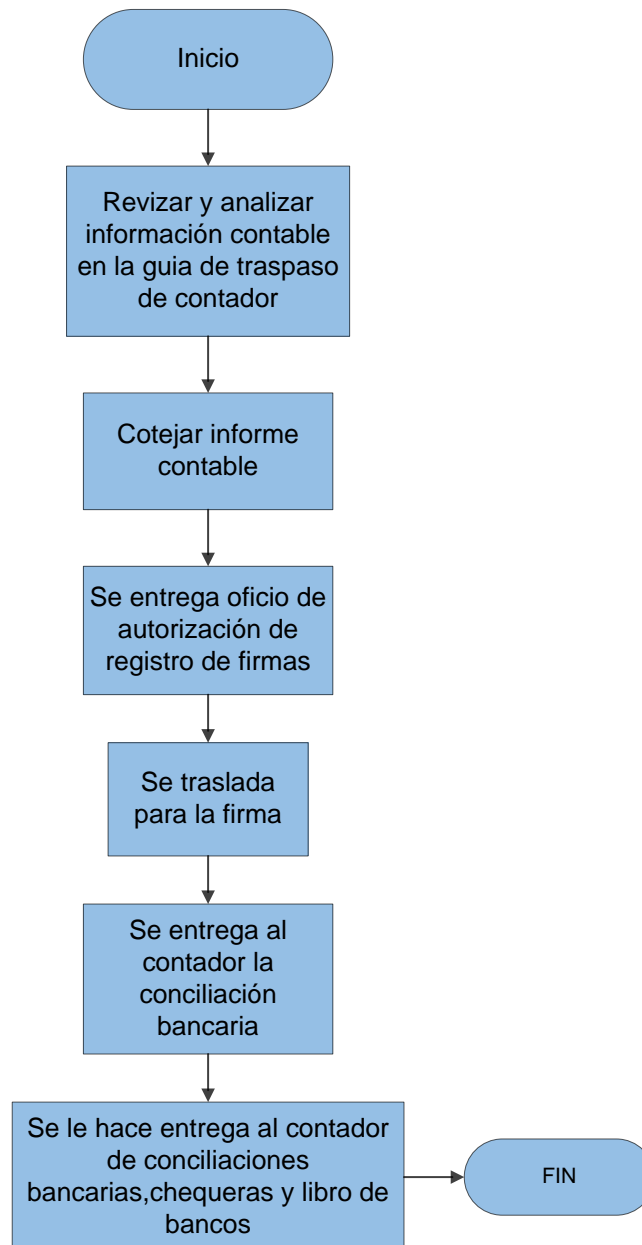 Inicio
Revizar y analizar
información contable
en la guia de traspaso
de contador
Cotejar informe
contable
Se entrega oficio de
autorización de
registro de firmas
Se traslada
para la firma
Se entrega al
contador la
conciliación
bancaria
Se le hace entrega al contador
de conciliaciones
bancarias,chequeras y libro de
bancos
FIN